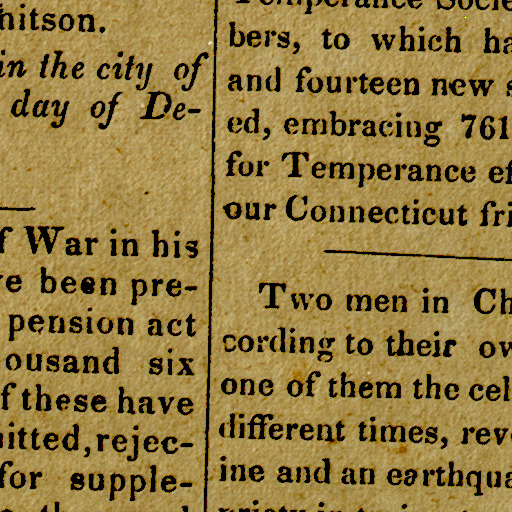 hitson.
in the city of
day of De-
f War in his
e been pre-
pension act
ousand six
f these have
itted, rejec-
for supple-
Temperance Socie
bers, to which ha
and fourteen new s
ed, embracing 761
for Temperance ef
our Connecticut fri
Two men in Ch
cording to their ow
one of them the cel
different times, rev
ine and an earthqua